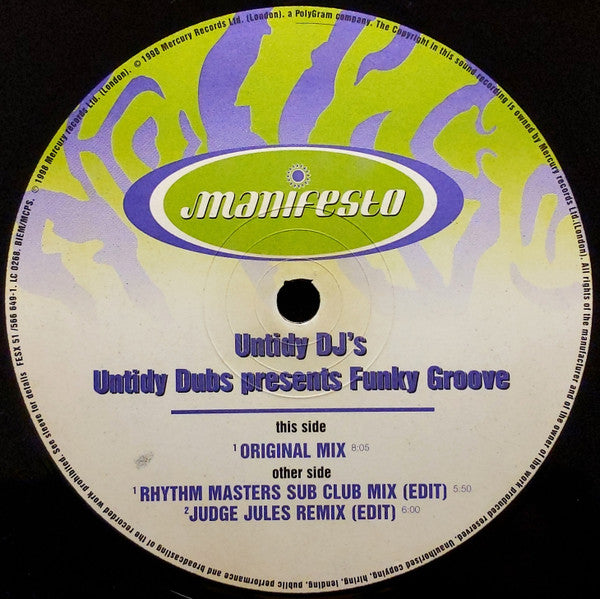 manifesto
Untidy DJ's
Untidy Dubs presents Funky Groove
this side
1 ORIGINAL MIX 8:05
other side
1 RHYTHM MASTERS SUB CLUB MIX (EDIT) 5:50
2 JUDGE JULES REMIX (EDIT) 6:00
FESX 51 /566 649-1. LC 0268. BIEM/MCPS. ℗ 1998 Mercury records Ltd. (London). © 1998 Mercury Records Ltd. (London). a PolyGram company. The Copyright in this sound recording is owned by Mercury records Ltd.(London). All rights of the manufacturer and of the owner of the work produced reserved. Unauthorised copying, hiring, lending, public performance and broadcasting of the recorded work prohibited. See sleeve for details